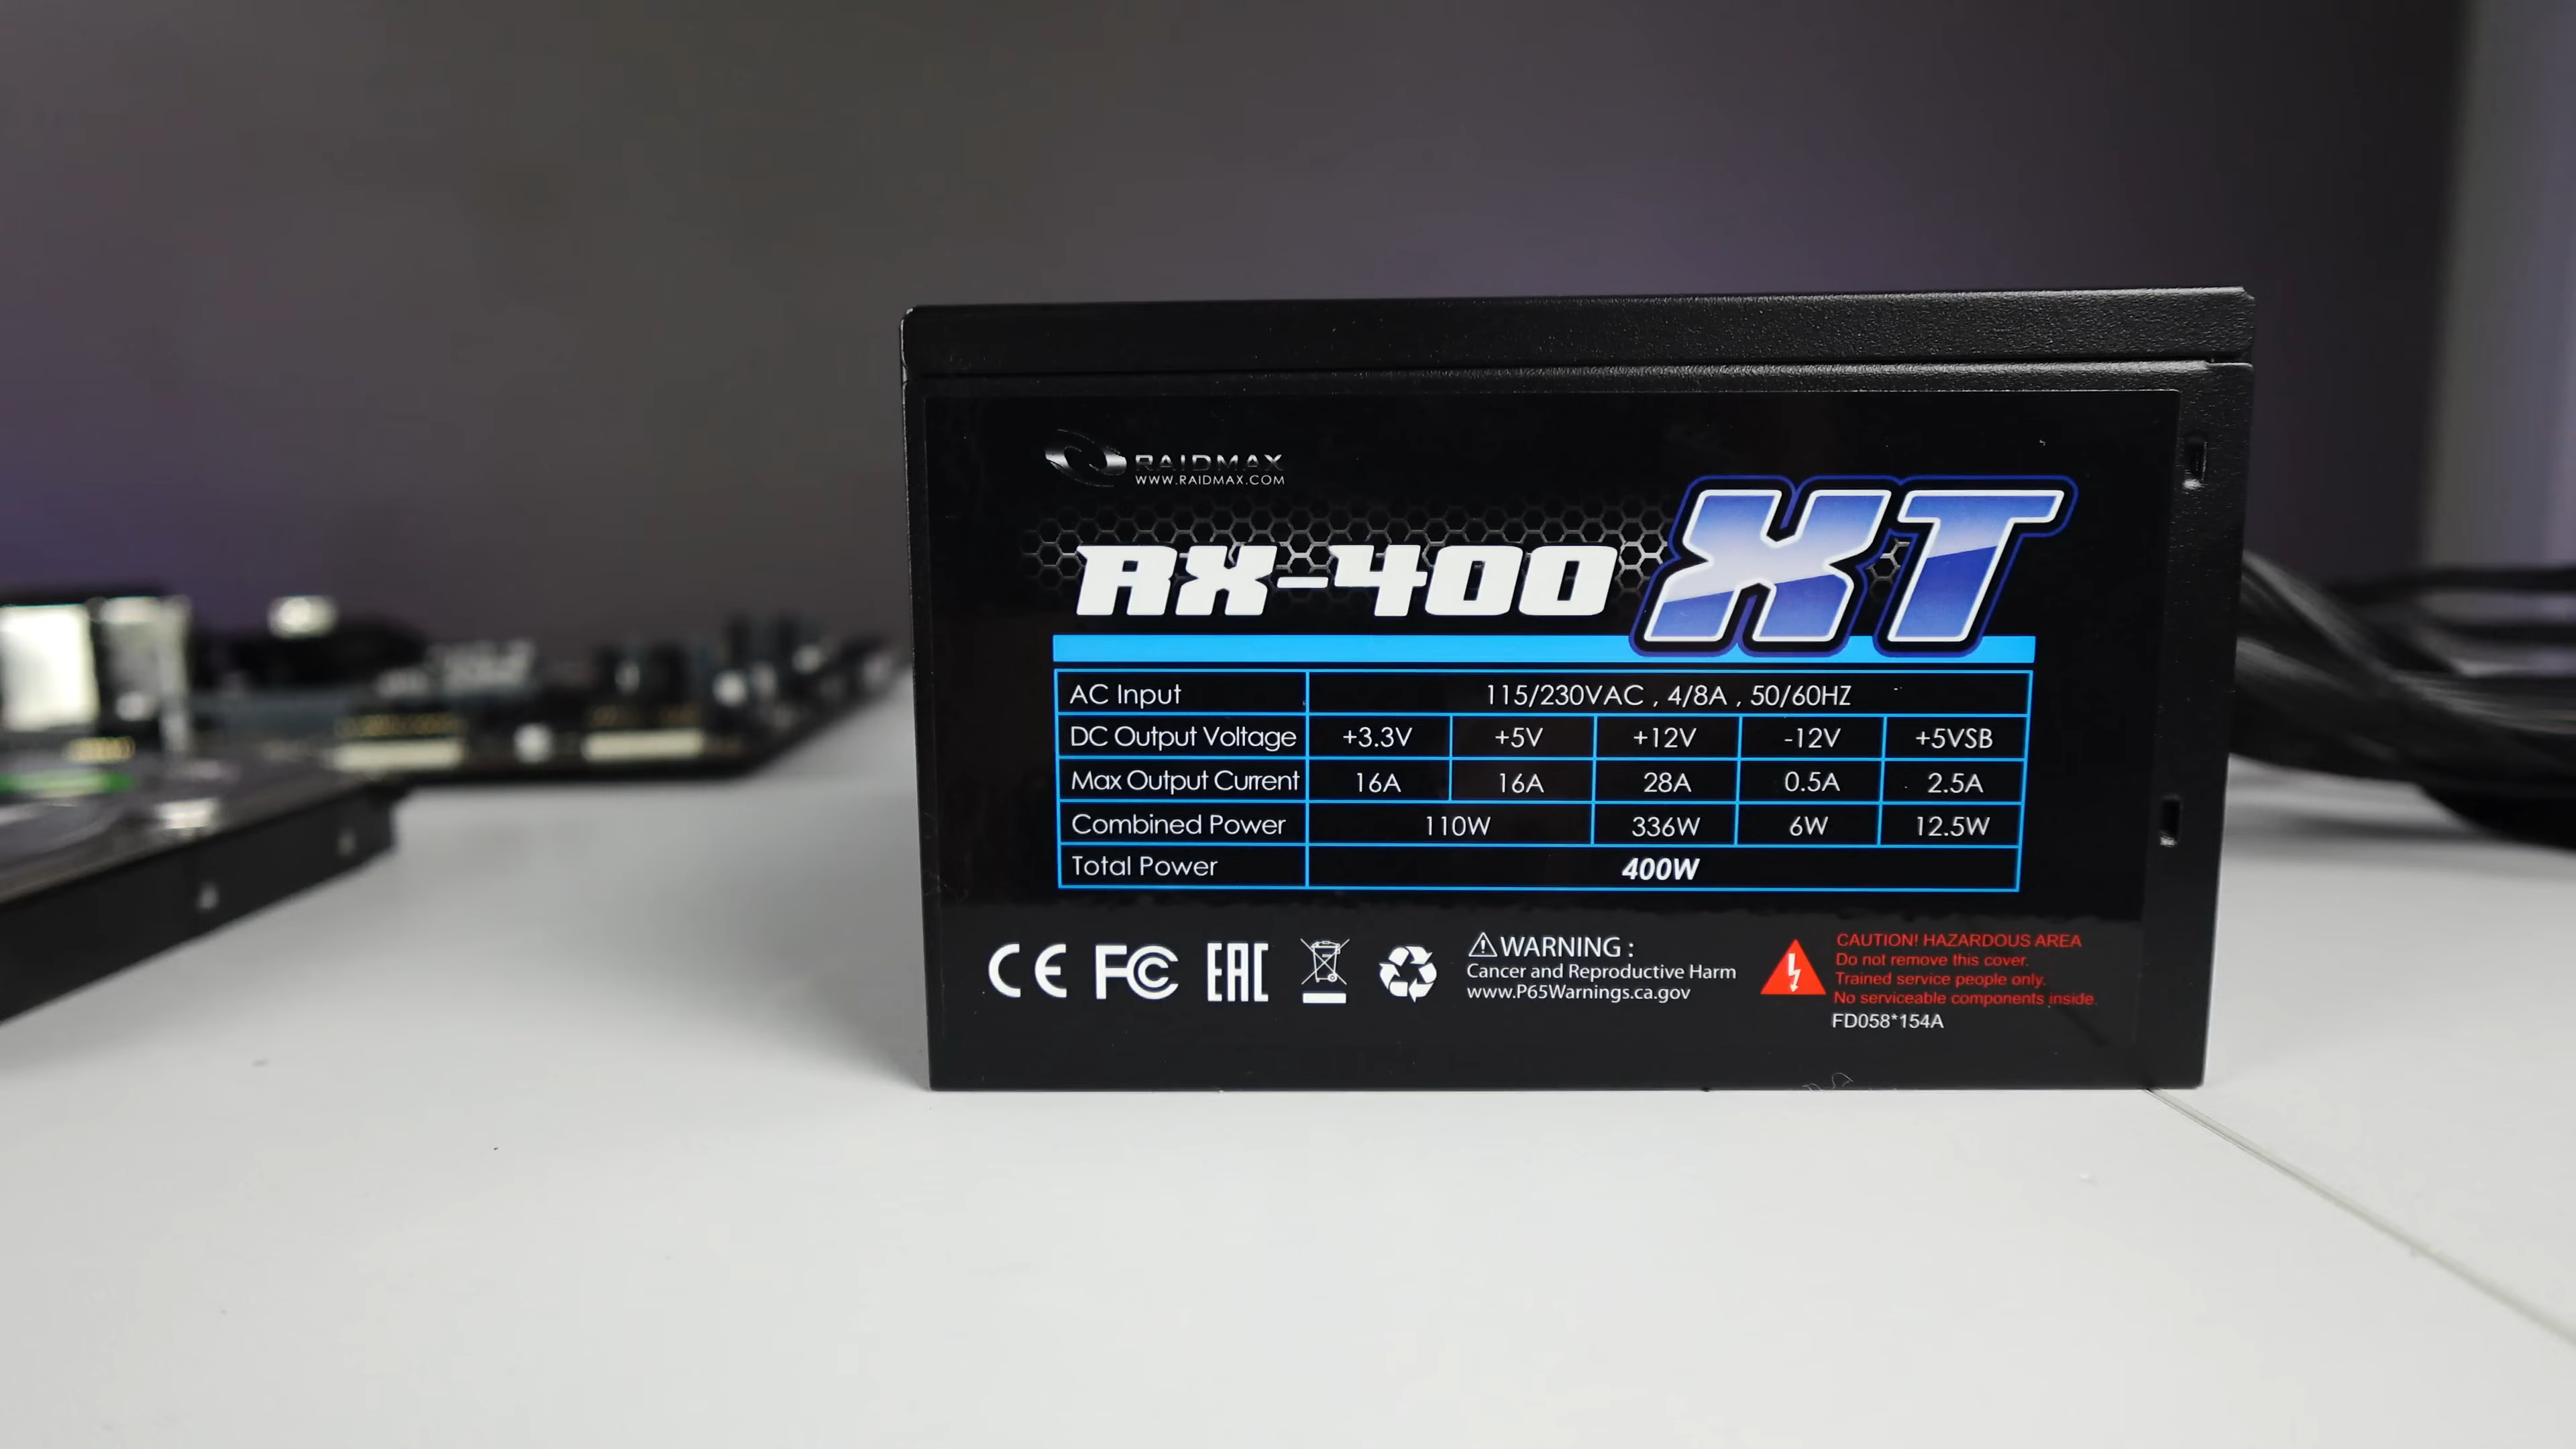 RAIDMAX
WWW.RAIDMAX.COM
RX-400 XT
AC Input 115/230VAC , 4/8A , 50/60HZ
DC Output Voltage +3.3V +5V +12V -12V +5VSB
Max Output Current 16A 16A 28A 0.5A 2.5A
Combined Power 110W 336W 6W 12.5W
Total Power 400W
CE FC EAC
WARNING :
Cancer and Reproductive Harm
www.P65Warnings.ca.gov
CAUTION! HAZARDOUS AREA
Do not remove this cover.
Trained service people only.
No serviceable components inside.
FD058*154A